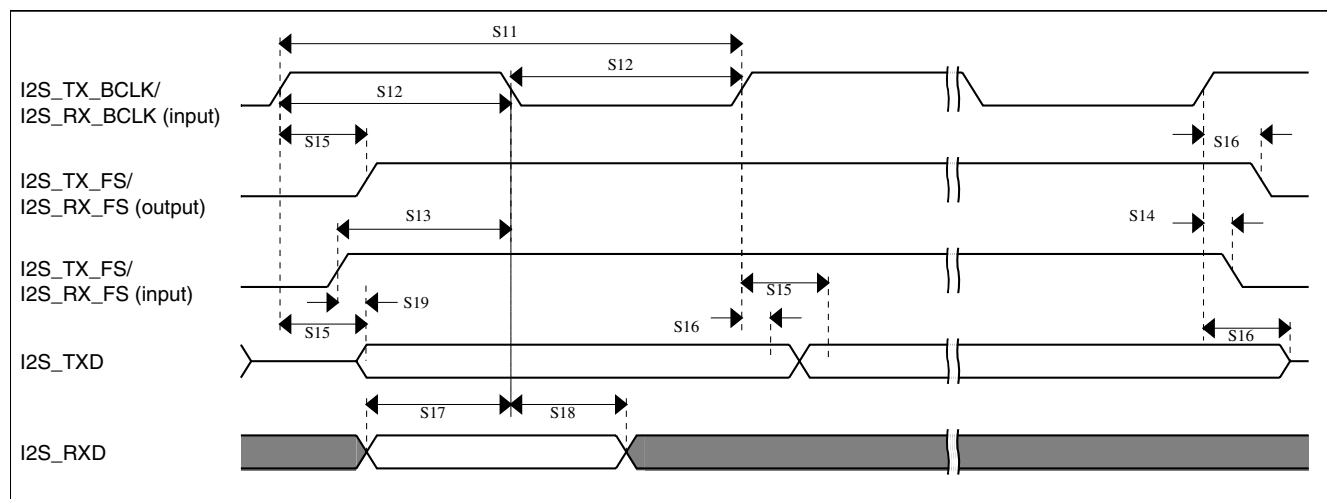 S11
S12
I2S_TX_BCLK/
I2S_RX_BCLK (input)
S12
S15
S16
I2S_TX_FS/
I2S_RX_FS (output)
S13
S14
I2S_TX_FS/
I2S_RX_FS (input)
S15
S19
S15
S16
S16
I2S_TXD
S17
S18
I2S_RXD